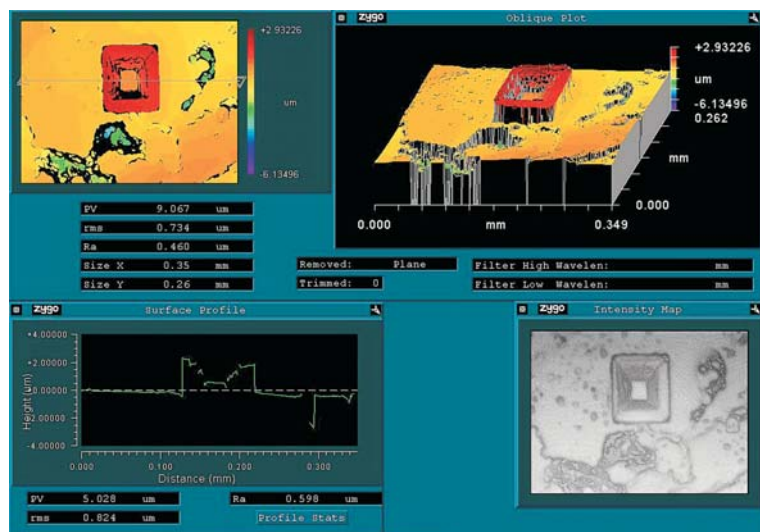 zygo Oblique Plot
+2.93226
um
-6.13496
+2.93226
um
-6.13496
0.262
mm
0.000
0.000 mm 0.349
PV 9.067 um
rms 0.734 um
Ra 0.460 um
Size X 0.35 mm
Size Y 0.26 mm
Removed: Plane
Trimmed: 0
Filter High Wavelen: mm
Filter Low Wavelen: mm
zygo Surface Profile
+4.00000
+2.00000
0.00000
-2.00000
-4.00000
Height (um)
0.000 0.100 0.200 0.300
Distance (mm)
PV 5.028 um
rms 0.824 um
Ra 0.598 um
Profile Stats
zygo Intensity Map